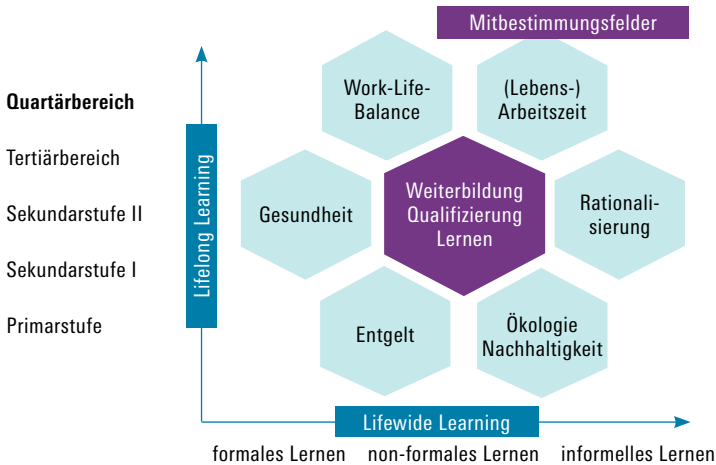 Mitbestimmungsfelder
Work-Life-
Balance
(Lebens-)
Arbeitszeit
Quartärbereich
Tertiärbereich
Sekundarstufe II
Sekundarstufe I
Primarstufe
Lifelong Learning
Gesundheit
Weiterbildung
Qualifizierung
Lernen
Rationali-
sierung
Entgelt
Ökologie
Nachhaltigkeit
Lifewide Learning
formales Lernen
non-formales Lernen
informelles Lernen